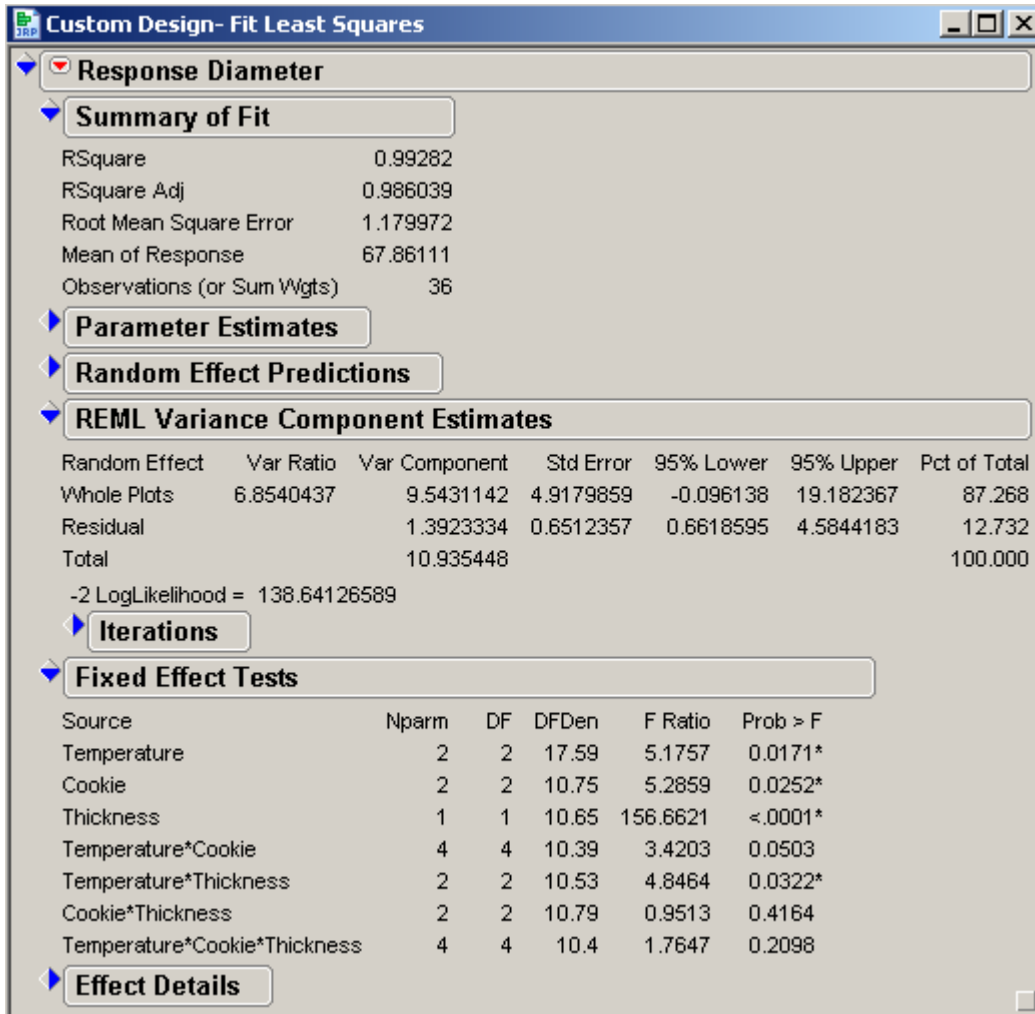 Custom Design- Fit Least Squares
Response Diameter
Summary of Fit
RSquare 0.99282
RSquare Adj 0.986039
Root Mean Square Error 1.179972
Mean of Response 67.86111
Observations (or Sum Wgts) 36
Parameter Estimates
Random Effect Predictions
REML Variance Component Estimates
Random Effect Var Ratio Var Component Std Error 95% Lower 95% Upper Pct of Total
Whole Plots 6.8540437 9.5431142 4.9179859 -0.096138 19.182367 87.268
Residual 1.3923334 0.6512357 0.6618595 4.5844183 12.732
Total 10.935448 100.000
-2 LogLikelihood = 138.64126589
Iterations
Fixed Effect Tests
Source Nparm DF DFDen F Ratio Prob > F
Temperature 2 2 17.59 5.1757 0.0171*
Cookie 2 2 10.75 5.2859 0.0252*
Thickness 1 1 10.65 156.6621 <.0001*
Temperature*Cookie 4 4 10.39 3.4203 0.0503
Temperature*Thickness 2 2 10.53 4.8464 0.0322*
Cookie*Thickness 2 2 10.79 0.9513 0.4164
Temperature*Cookie*Thickness 4 4 10.4 1.7647 0.2098
Effect Details